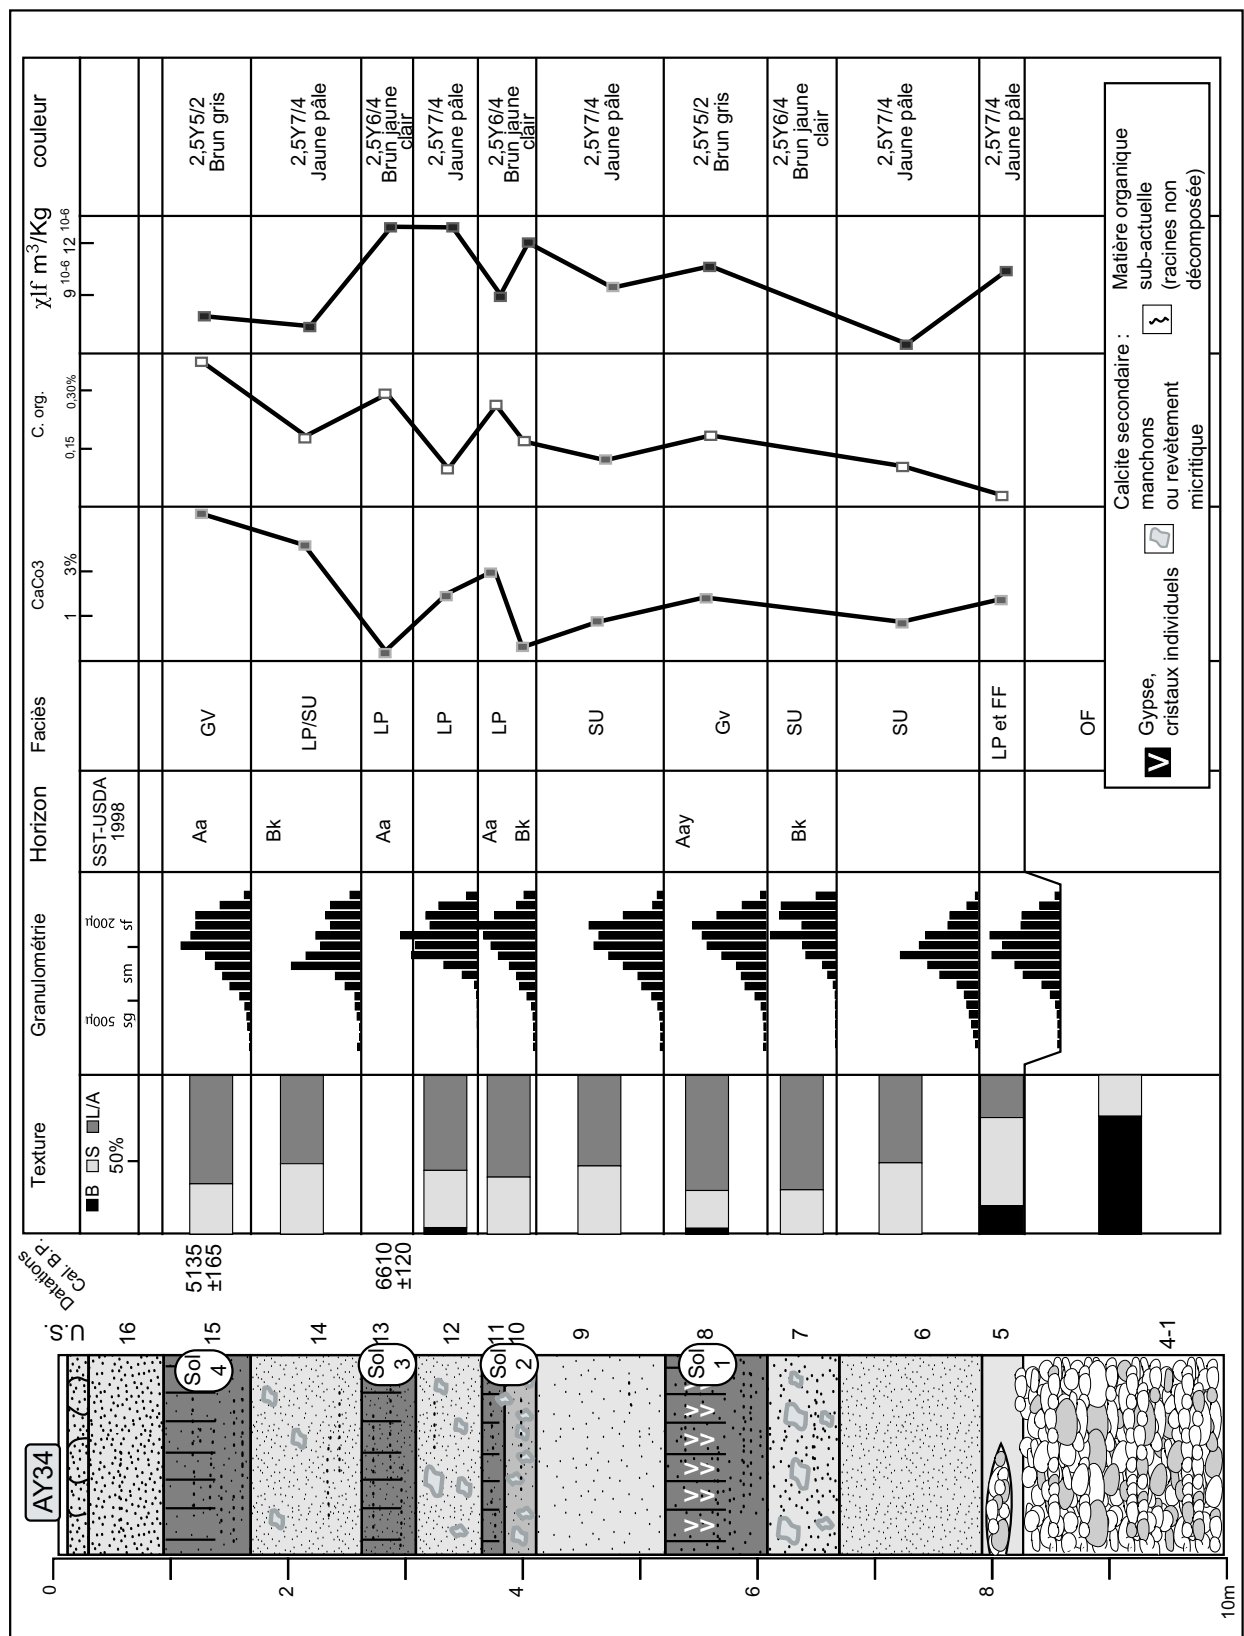 AY34
0
2
4
6
8
10m
U.S.
16
15
14
13
12
11
10
9
8
7
6
5
4-1
Sol
4
Sol
3
Sol
2
Sol
1
Datations
Cal. B.P.
5135
±165
6610
±120
Texture
B S L/A
50%
Granulométrie
500µ 200µ
sg sm sf
Horizon
SST-USDA
1998
Aa
Bk
Aa
Aa
Bk
Aay
Bk
Faciès
GV
LP/SU
LP
LP
LP
SU
Gv
SU
SU
LP et FF
OF
CaCo3
1 3%
C. org.
0,15 0,30%
χlf m³/Kg
9 10-6 12 10-6
couleur
2,5Y5/2
Brun gris
2,5Y7/4
Jaune pâle
2,5Y6/4
Brun jaune
clair
2,5Y7/4
Jaune pâle
2,5Y6/4
Brun jaune
clair
2,5Y7/4
Jaune pâle
2,5Y5/2
Brun gris
2,5Y6/4
Brun jaune
clair
2,5Y7/4
Jaune pâle
2,5Y7/4
Jaune pâle
V
Gypse,
cristaux individuels
Calcite secondaire :
manchons
ou revêtement
micritique
Matière organique
sub-actuelle
(racines non
décomposée)